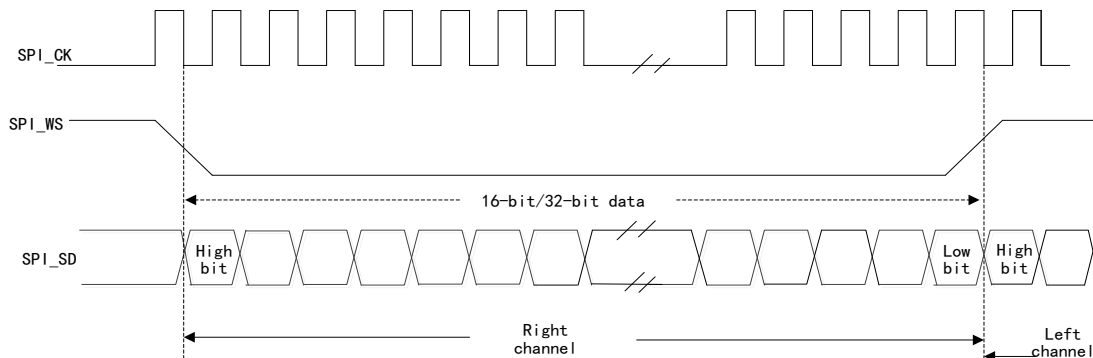 SPI_CK
SPI_WS
16-bit/32-bit data
SPI_SD
High
bit
Low
bit
High
bit
Right
channel
Left
channel